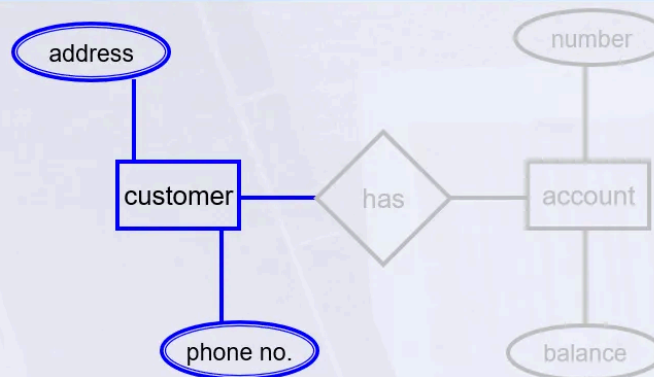 address
number
customer
has
account
phone no.
balance